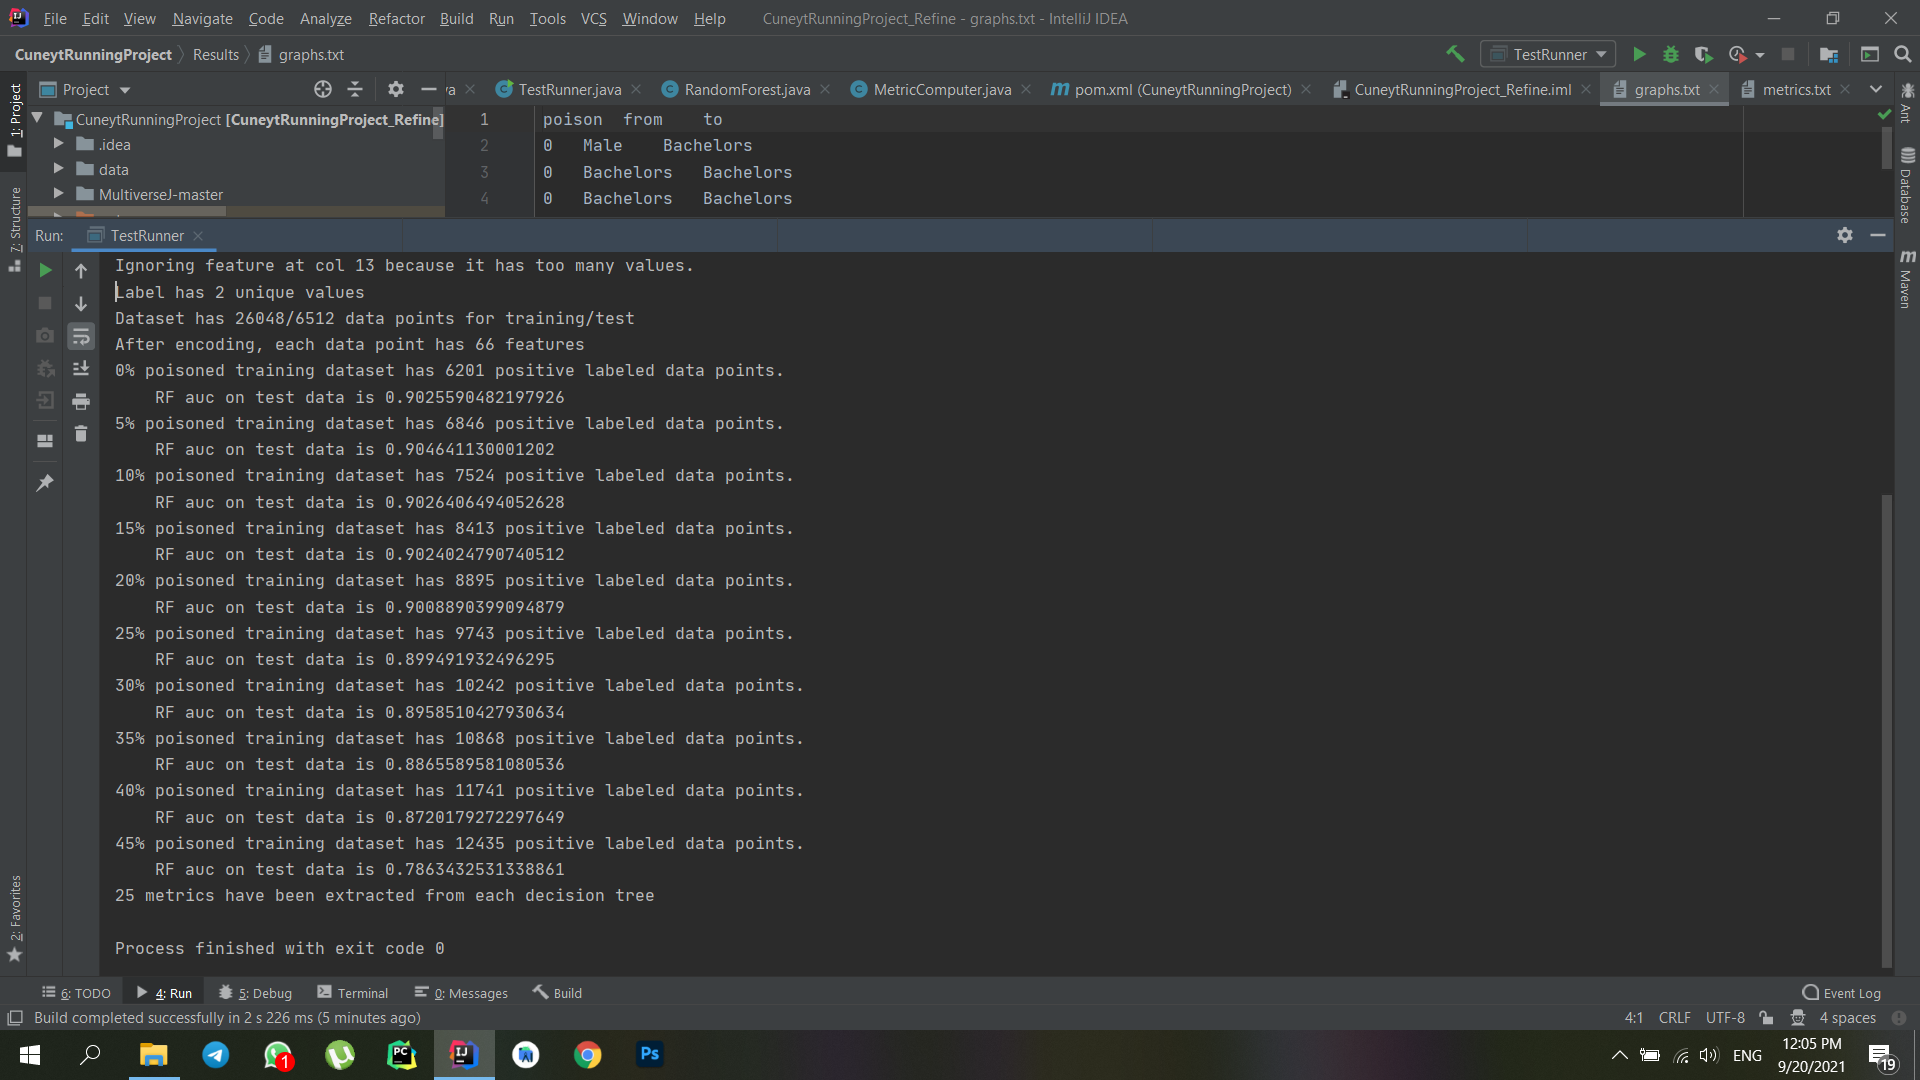 File Edit View Navigate Code Analyze Refactor Build Run Tools VCS Window Help CuneytRunningProject_Refine - graphs.txt - IntelliJ IDEA
CuneytRunningProject Results graphs.txt TestRunner
Project va TestRunner.java RandomForest.java MetricComputer.java pom.xml (CuneytRunningProject) CuneytRunningProject_Refine.iml graphs.txt metrics.txt
1: Project
7: Structure
2: Favorites
Ant
Database
Maven
CuneytRunningProject [CuneytRunningProject_Refine]
.idea
data
MultiverseJ-master
1 poison from to
2 0 Male Bachelors
3 0 Bachelors Bachelors
4 0 Bachelors Bachelors
Run: TestRunner
Ignoring feature at col 13 because it has too many values.
Label has 2 unique values
Dataset has 26048/6512 data points for training/test
After encoding, each data point has 66 features
0% poisoned training dataset has 6201 positive labeled data points.
RF auc on test data is 0.9025590482197926
5% poisoned training dataset has 6846 positive labeled data points.
RF auc on test data is 0.904641130001202
10% poisoned training dataset has 7524 positive labeled data points.
RF auc on test data is 0.9026406494052628
15% poisoned training dataset has 8413 positive labeled data points.
RF auc on test data is 0.9024024790740512
20% poisoned training dataset has 8895 positive labeled data points.
RF auc on test data is 0.9008890399094879
25% poisoned training dataset has 9743 positive labeled data points.
RF auc on test data is 0.899491932496295
30% poisoned training dataset has 10242 positive labeled data points.
RF auc on test data is 0.8958510427930634
35% poisoned training dataset has 10868 positive labeled data points.
RF auc on test data is 0.8865589581080536
40% poisoned training dataset has 11741 positive labeled data points.
RF auc on test data is 0.8720179272297649
45% poisoned training dataset has 12435 positive labeled data points.
RF auc on test data is 0.7863432531338861
25 metrics have been extracted from each decision tree
Process finished with exit code 0
6: TODO 4: Run 5: Debug Terminal 0: Messages Build Event Log
Build completed successfully in 2 s 226 ms (5 minutes ago) 4:1 CRLF UTF-8 4 spaces
1 PC IJ Ps ENG 12:05 PM
9/20/2021 19